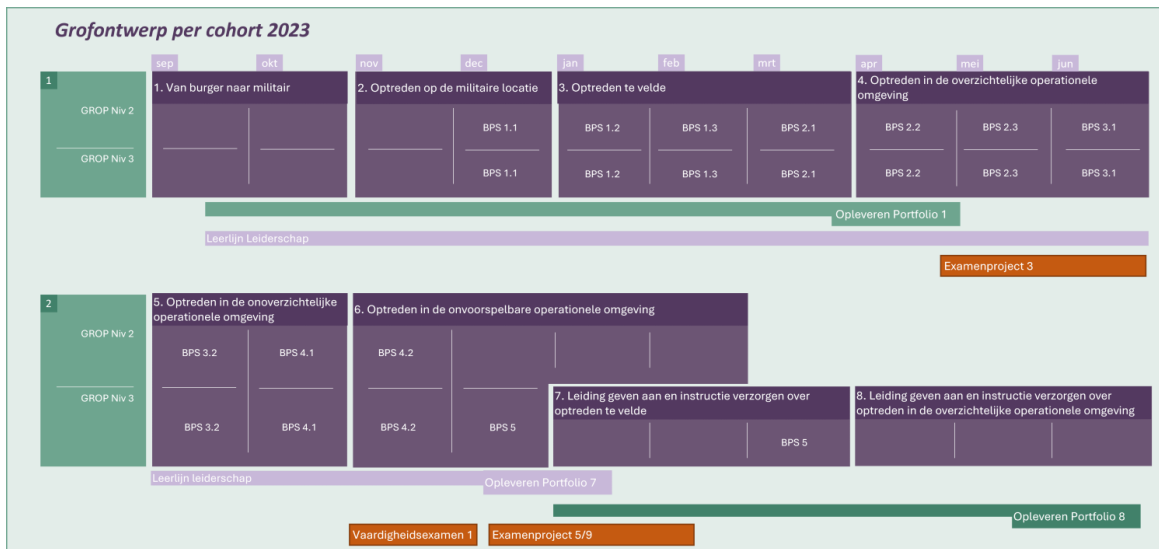 Grofontwerp per cohort 2023
sep okt nov dec jan feb mrt apr mei jun
1
GROP Niv 2
GROP Niv 3
1. Van burger naar militair
2. Optreden op de militaire locatie
3. Optreden te velde
4. Optreden in de overzichtelijke operationele
omgeving
BPS 1.1 BPS 1.2 BPS 1.3 BPS 2.1 BPS 2.2 BPS 2.3 BPS 3.1
BPS 1.1 BPS 1.2 BPS 1.3 BPS 2.1 BPS 2.2 BPS 2.3 BPS 3.1
Opleveren Portfolio 1
Leerlijn Leiderschap
Examenproject 3
2
GROP Niv 2
GROP Niv 3
5. Optreden in de onoverzichtelijke
operationele omgeving
6. Optreden in de onvoorspelbare operationele omgeving
BPS 3.2 BPS 4.1 BPS 4.2
7. Leiding geven aan en instructie verzorgen over
optreden te velde
8. Leiding geven aan en instructie verzorgen over
optreden in de overzichtelijke operationele omgeving
BPS 3.2 BPS 4.1 BPS 4.2 BPS 5 BPS 5
Leerlijn leiderschap
Opleveren Portfolio 7
Opleveren Portfolio 8
Vaardigheidsexamen 1
Examenproject 5/9